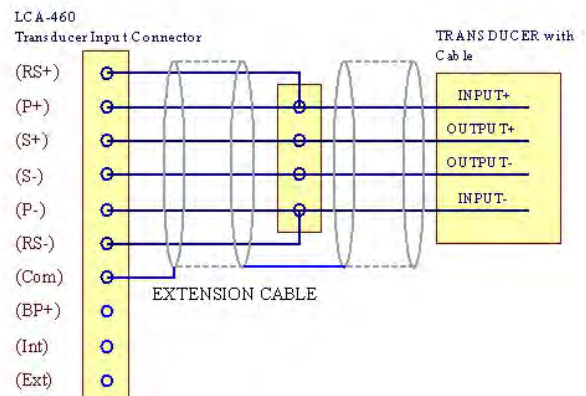 LCA-460
Transducer Input Connector
TRANSDUCER with
Cable
(RS+)
(P+)
INPUT+
(S+)
OUTPUT+
(S-)
OUTPUT-
(P-)
INPUT-
(RS-)
(Com)
EXTENSION CABLE
(BP+)
(Int)
(Ext)